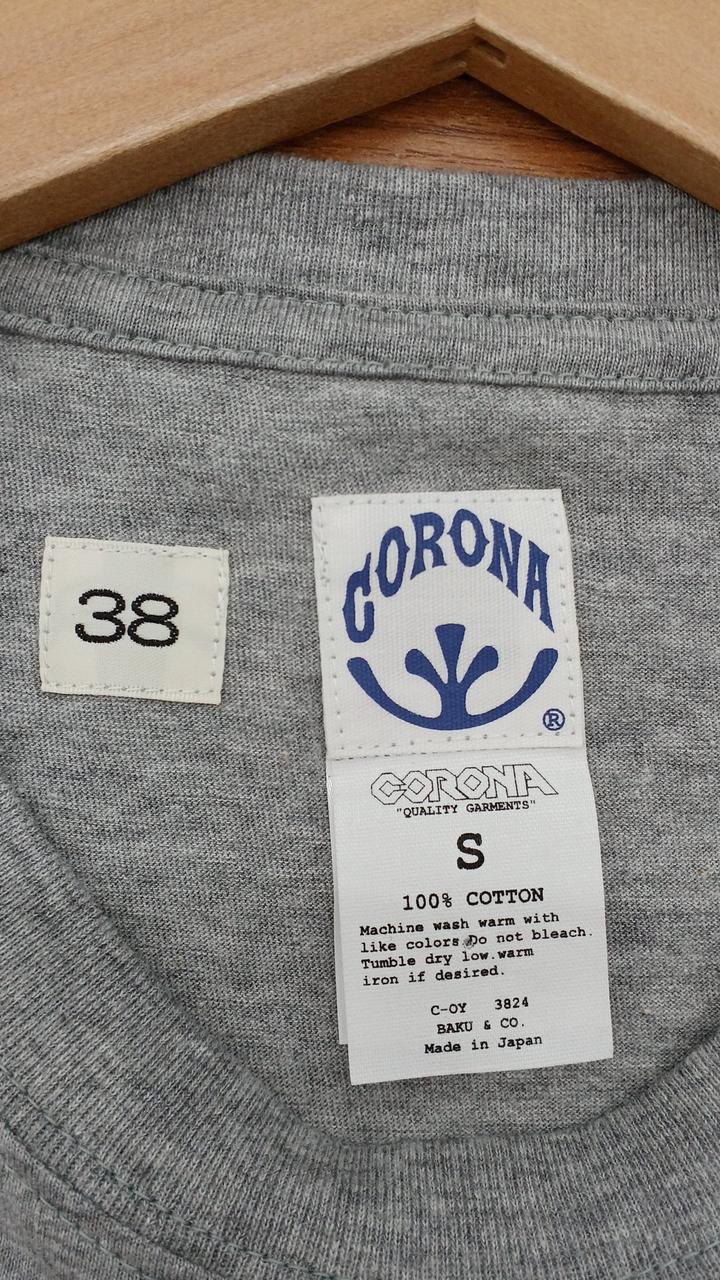 38
CORONA
®
CORONA
"QUALITY GARMENTS"
S
100% COTTON
Machine wash warm with
like colors.Do not bleach.
Tumble dry low.warm
iron if desired.
C-OY 3824
BAKU & CO.
Made in Japan